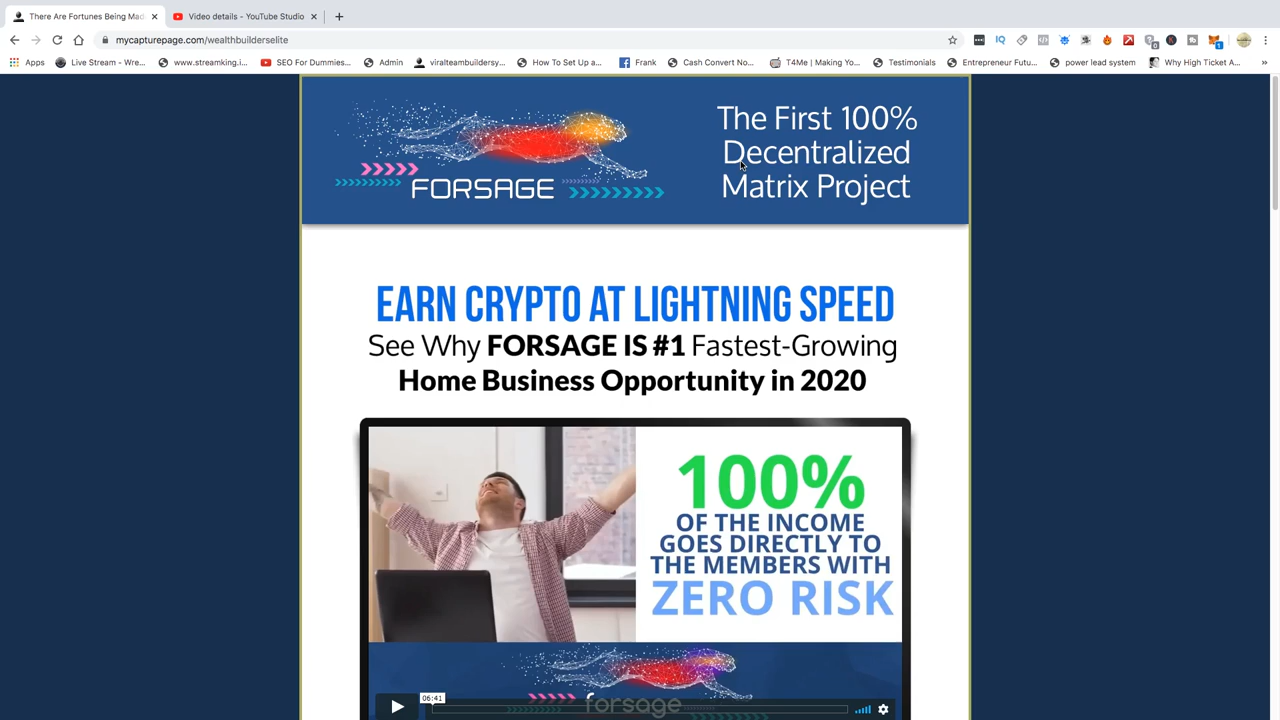 There Are Fortunes Being Mad
Video details - YouTube Studio
mycapturepage.com/wealthbuilderselite
Apps
Live Stream - Wre...
www.streamking.i...
SEO For Dummies...
Admin
viralteambuildersy...
How To Set Up a...
Frank
Cash Convert No...
T4Me | Making Yo...
Testimonials
Entrepreneur Futu...
power lead system
Why High Ticket A...
FORSAGE
The First 100%
Decentralized
Matrix Project
EARN CRYPTO AT LIGHTNING SPEED
See Why FORSAGE IS #1 Fastest-Growing
Home Business Opportunity in 2020
100%
OF THE INCOME
GOES DIRECTLY TO
THE MEMBERS WITH
ZERO RISK
06:41
forsage